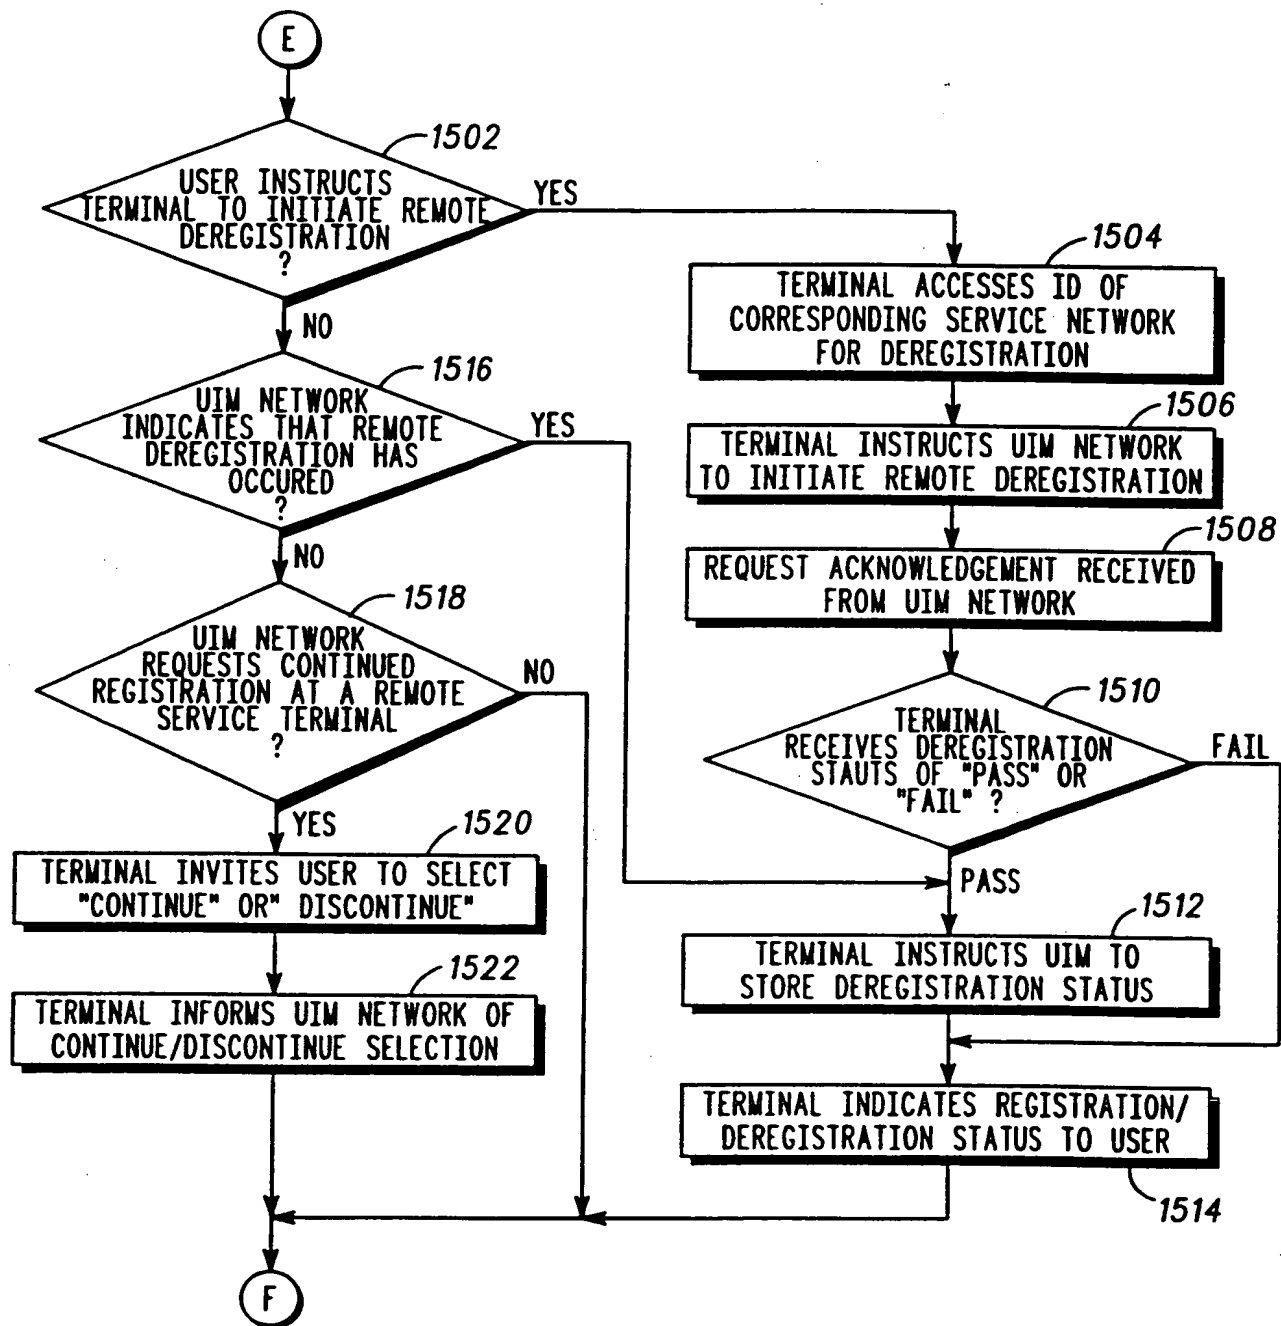 E
1502
USER INSTRUCTS
TERMINAL TO INITIATE REMOTE
DEREGISTRATION
?
YES
NO
1504
TERMINAL ACCESSES ID OF
CORRESPONDING SERVICE NETWORK
FOR DEREGISTRATION
1516
UIM NETWORK
INDICATES THAT REMOTE
DEREGISTRATION HAS
OCCURED
?
YES
NO
1506
TERMINAL INSTRUCTS UIM NETWORK
TO INITIATE REMOTE DEREGISTRATION
1508
REQUEST ACKNOWLEDGEMENT RECEIVED
FROM UIM NETWORK
1518
UIM NETWORK
REQUESTS CONTINUED
REGISTRATION AT A REMOTE
SERVICE TERMINAL
?
NO
YES
1510
TERMINAL
RECEIVES DEREGISTRATION
STAUTS OF "PASS" OR
"FAIL" ?
FAIL
PASS
1520
TERMINAL INVITES USER TO SELECT
"CONTINUE" OR" DISCONTINUE"
1512
TERMINAL INSTRUCTS UIM TO
STORE DEREGISTRATION STATUS
1522
TERMINAL INFORMS UIM NETWORK OF
CONTINUE/DISCONTINUE SELECTION
TERMINAL INDICATES REGISTRATION/
DEREGISTRATION STATUS TO USER
1514
F